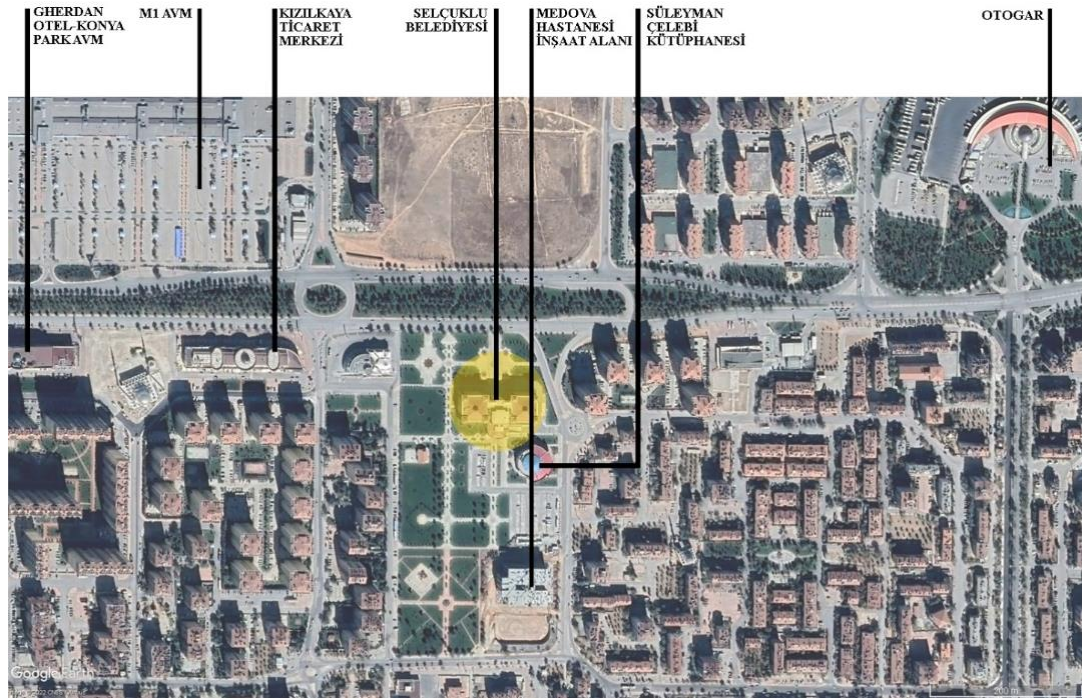 GHERDAN
OTEL-KONYA
PARK AVM
M1 AVM
KIZILKAYA
TİCARET
MERKEZİ
SELÇUKLU
BELEDİYESİ
MEDOVA
HASTANESİ
İNŞAAT ALANI
SÜLEYMAN
ÇELEBİ
KÜTÜPHANESİ
OTOGAR
Google Earth
200 m